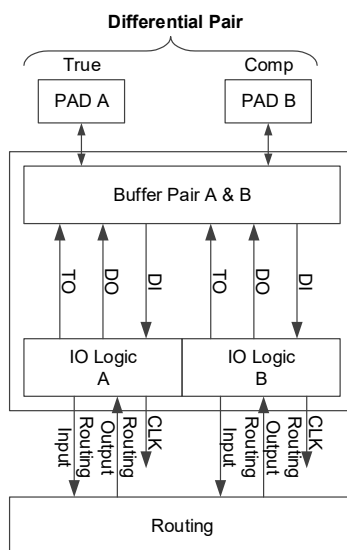 Differential Pair
True
Comp
PAD A
PAD B
Buffer Pair A & B
TO
DO
DI
TO
DO
DI
IO Logic
A
IO Logic
B
Routing
Input
Routing
Output
CLK
Routing
Input
Routing
Output
CLK
Routing